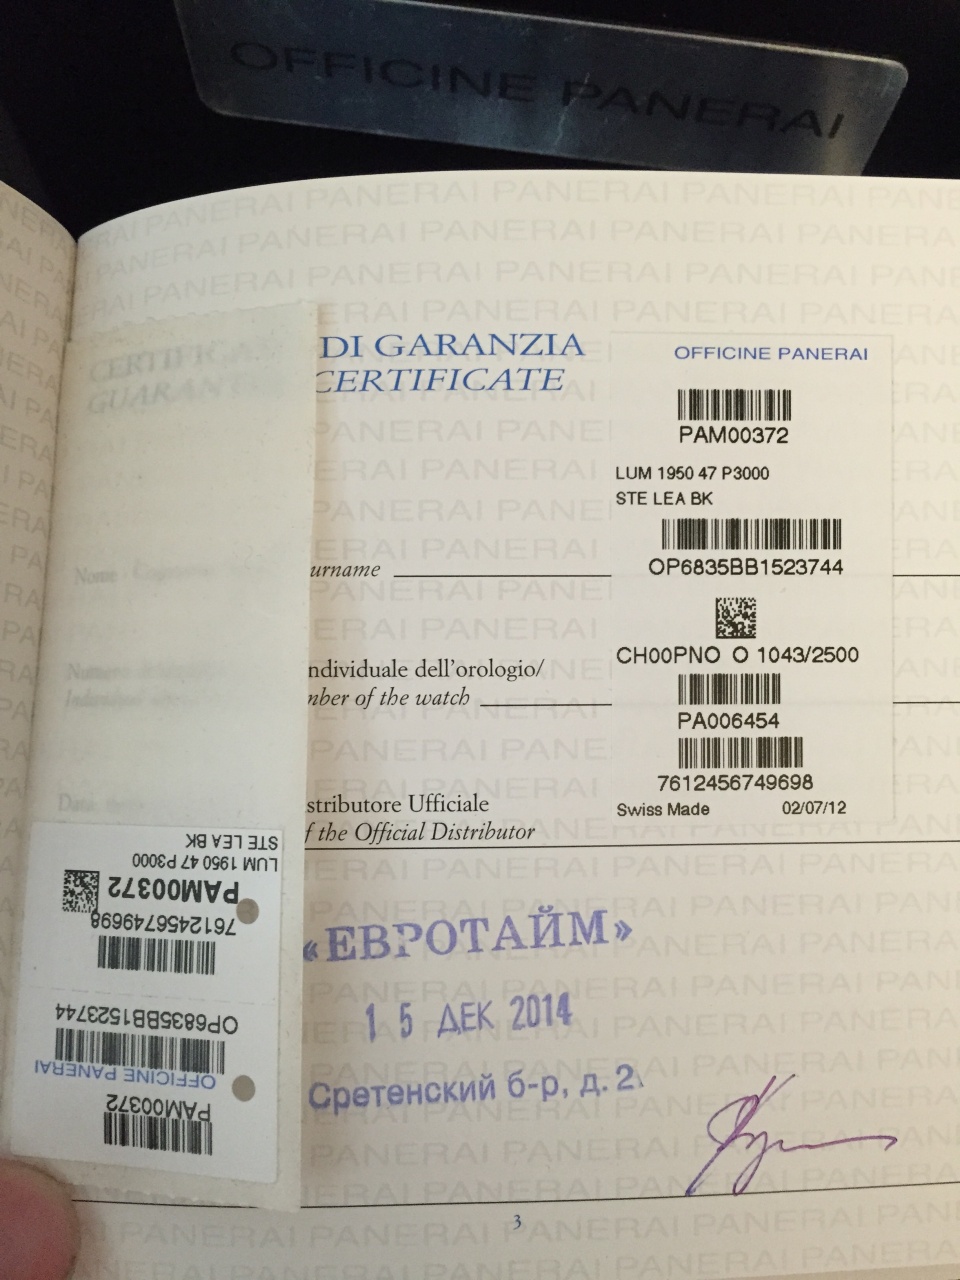 OFFICINE PANERAI
DI GARANZIA
CERTIFICATE
OFFICINE PANERAI
PAM00372
LUM 1950 47 P3000
STE LEA BK
OP6835BB1523744
urname
CH00PNO O 1043/2500
ndividuale dell'orologio/
nber of the watch
PA006454
7612456749698
Swiss Made 02/07/12
stributore Ufficiale
f the Official Distributor
«ЕВРОТАЙМ»
15 ДЕК 2014
Сретенский б-р, д. 2
3
PAM00372
OFFICINE PANERAI
OP6835BB1523744
7612456749698
PAM00372
LUM 1950 47 P3000
STE LEA BK